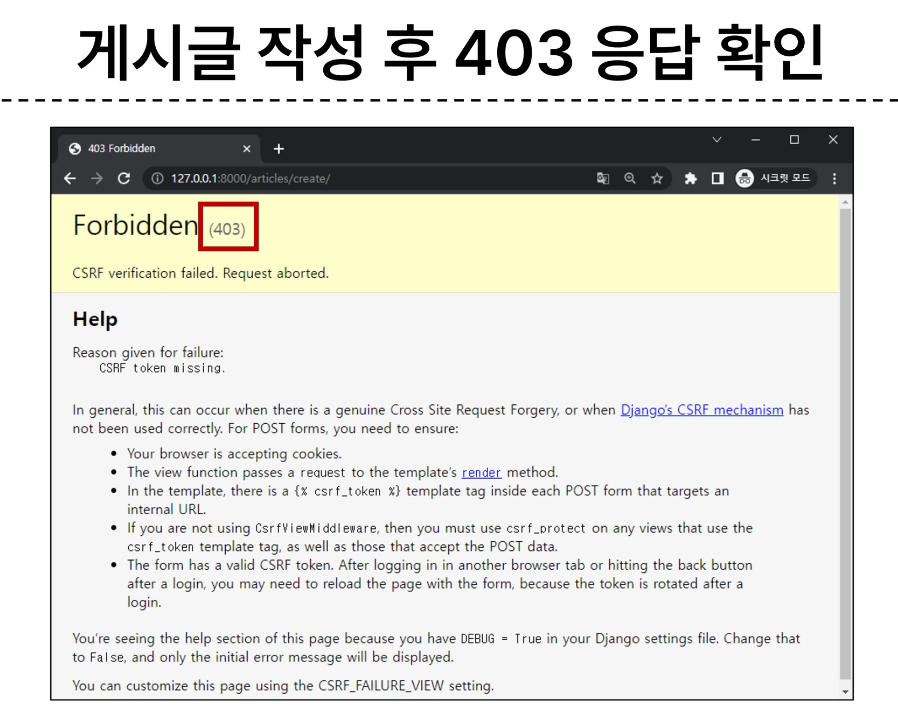 게시글 작성 후 403 응답 확인
403 Forbidden
127.0.0.1:8000/articles/create/
시크릿 모드
Forbidden (403)
CSRF verification failed. Request aborted.
Help
Reason given for failure:
CSRF token missing.
In general, this can occur when there is a genuine Cross Site Request Forgery, or when Django's CSRF mechanism has
not been used correctly. For POST forms, you need to ensure:
• Your browser is accepting cookies.
• The view function passes a request to the template's render method.
• In the template, there is a {% csrf_token %} template tag inside each POST form that targets an
internal URL.
• If you are not using CsrfViewMiddleware, then you must use csrf_protect on any views that use the
csrf_token template tag, as well as those that accept the POST data.
• The form has a valid CSRF token. After logging in in another browser tab or hitting the back button
after a login, you may need to reload the page with the form, because the token is rotated after a
login.
You're seeing the help section of this page because you have DEBUG = True in your Django settings file. Change that
to False, and only the initial error message will be displayed.
You can customize this page using the CSRF_FAILURE_VIEW setting.